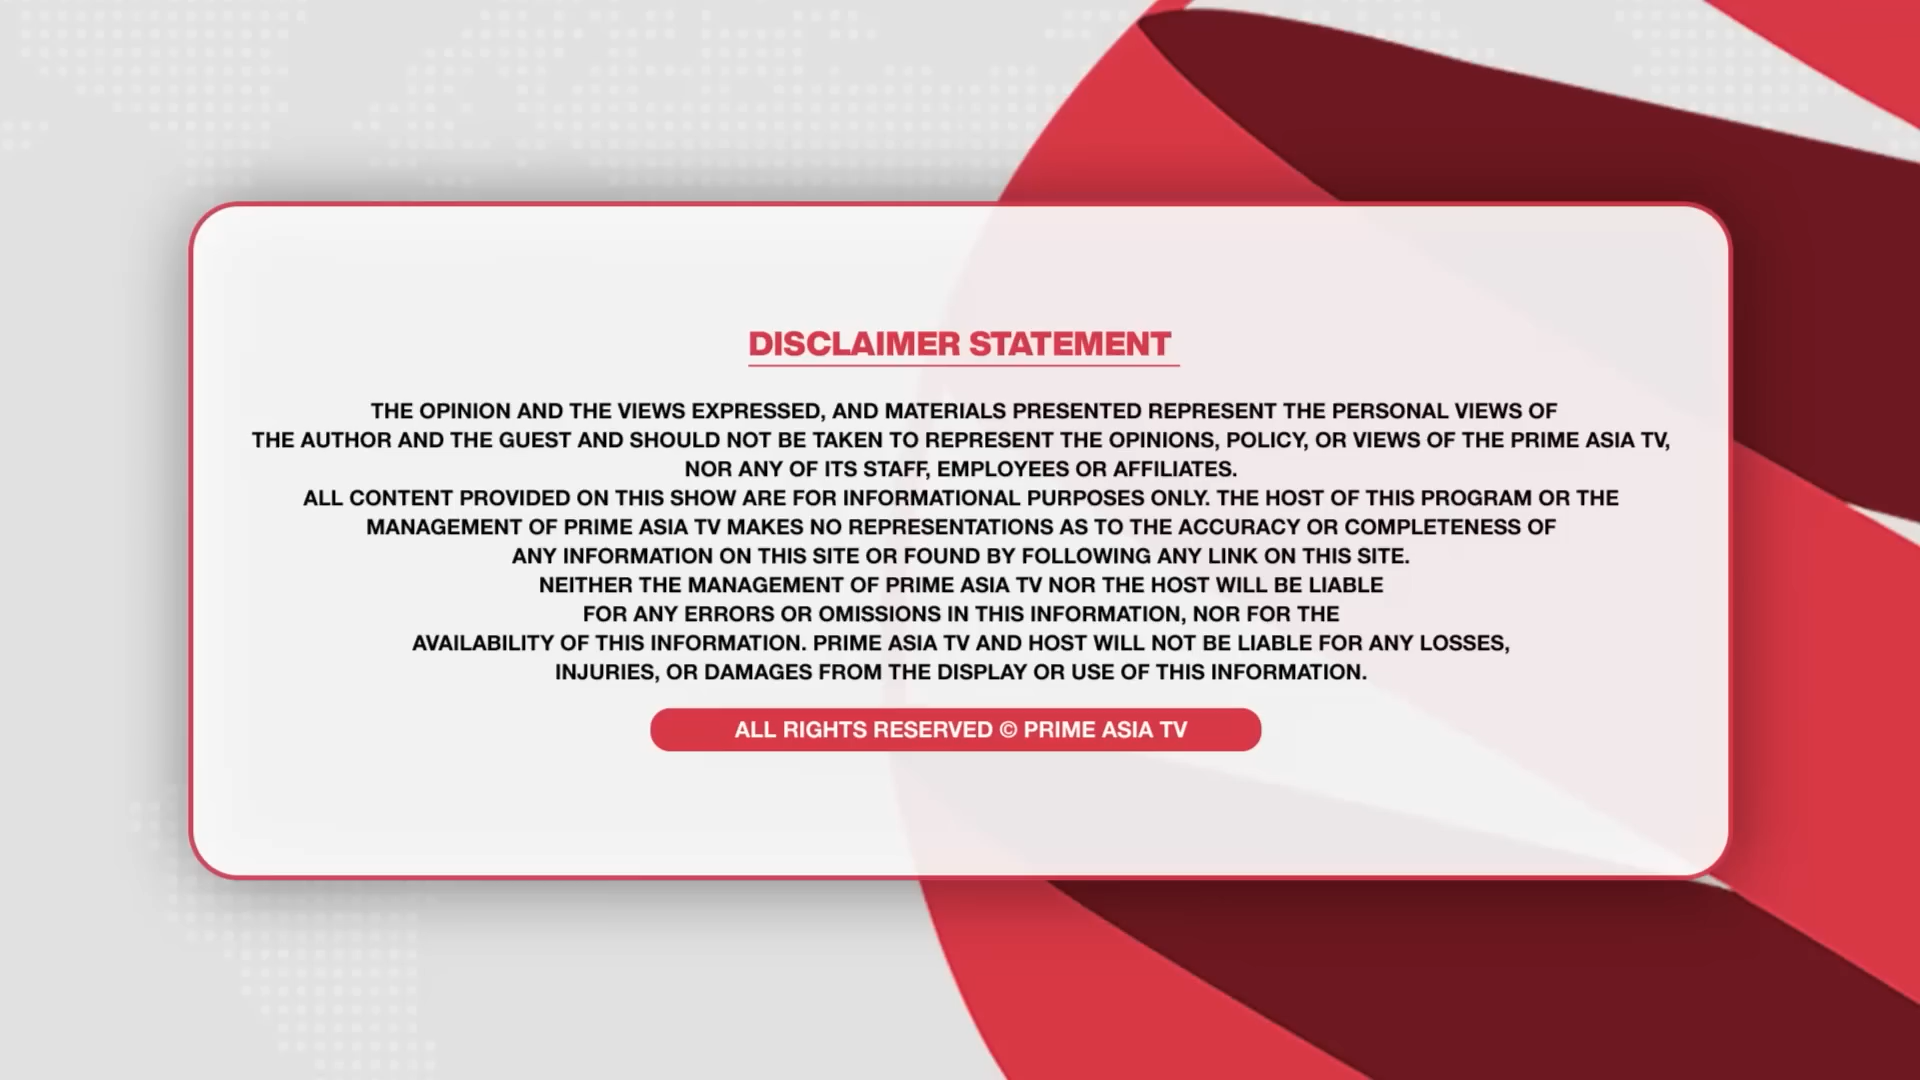 DISCLAIMER STATEMENT
THE OPINION AND THE VIEWS EXPRESSED, AND MATERIALS PRESENTED REPRESENT THE PERSONAL VIEWS OF
THE AUTHOR AND THE GUEST AND SHOULD NOT BE TAKEN TO REPRESENT THE OPINIONS, POLICY, OR VIEWS OF THE PRIME ASIA TV,
NOR ANY OF ITS STAFF, EMPLOYEES OR AFFILIATES.
ALL CONTENT PROVIDED ON THIS SHOW ARE FOR INFORMATIONAL PURPOSES ONLY. THE HOST OF THIS PROGRAM OR THE
MANAGEMENT OF PRIME ASIA TV MAKES NO REPRESENTATIONS AS TO THE ACCURACY OR COMPLETENESS OF
ANY INFORMATION ON THIS SITE OR FOUND BY FOLLOWING ANY LINK ON THIS SITE.
NEITHER THE MANAGEMENT OF PRIME ASIA TV NOR THE HOST WILL BE LIABLE
FOR ANY ERRORS OR OMISSIONS IN THIS INFORMATION, NOR FOR THE
AVAILABILITY OF THIS INFORMATION. PRIME ASIA TV AND HOST WILL NOT BE LIABLE FOR ANY LOSSES,
INJURIES, OR DAMAGES FROM THE DISPLAY OR USE OF THIS INFORMATION.
ALL RIGHTS RESERVED © PRIME ASIA TV